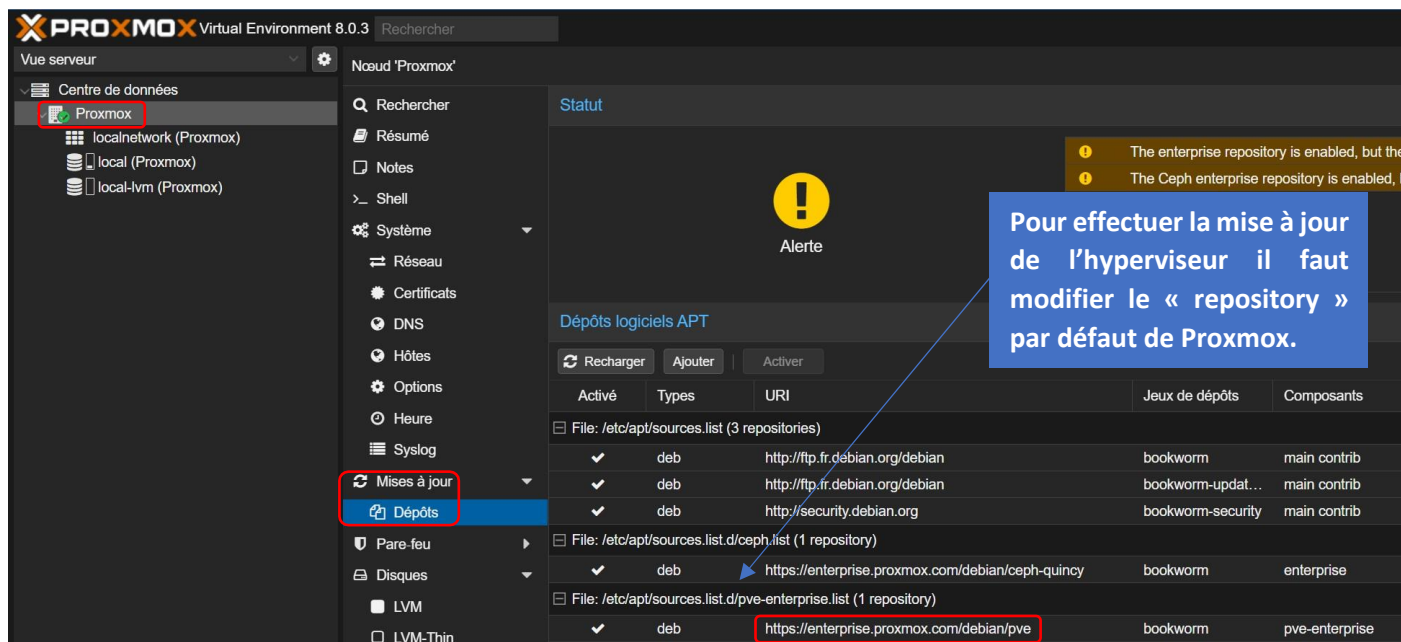 PROXMOX Virtual Environment 8.0.3 Rechercher
Vue serveur
Centre de données
Proxmox
localnetwork (Proxmox)
local (Proxmox)
local-lvm (Proxmox)
Nœud 'Proxmox'
Rechercher
Résumé
Notes
Shell
Système
Réseau
Certificats
DNS
Hôtes
Options
Heure
Syslog
Mises à jour
Dépôts
Pare-feu
Disques
LVM
LVM-Thin
Statut
Alerte
The enterprise repository is enabled, but the
The Ceph enterprise repository is enabled,
Pour effectuer la mise à jour
de l’hyperviseur il faut
modifier le « repository »
par défaut de Proxmox.
Dépôts logiciels APT
Recharger Ajouter Activer
Activé Types URI Jeux de dépôts Composants
File: /etc/apt/sources.list (3 repositories)
deb http://ftp.fr.debian.org/debian bookworm main contrib
deb http://ftp.fr.debian.org/debian bookworm-updat… main contrib
deb http://security.debian.org bookworm-security main contrib
File: /etc/apt/sources.list.d/ceph.list (1 repository)
deb https://enterprise.proxmox.com/debian/ceph-quincy bookworm enterprise
File: /etc/apt/sources.list.d/pve-enterprise.list (1 repository)
deb https://enterprise.proxmox.com/debian/pve bookworm pve-enterprise